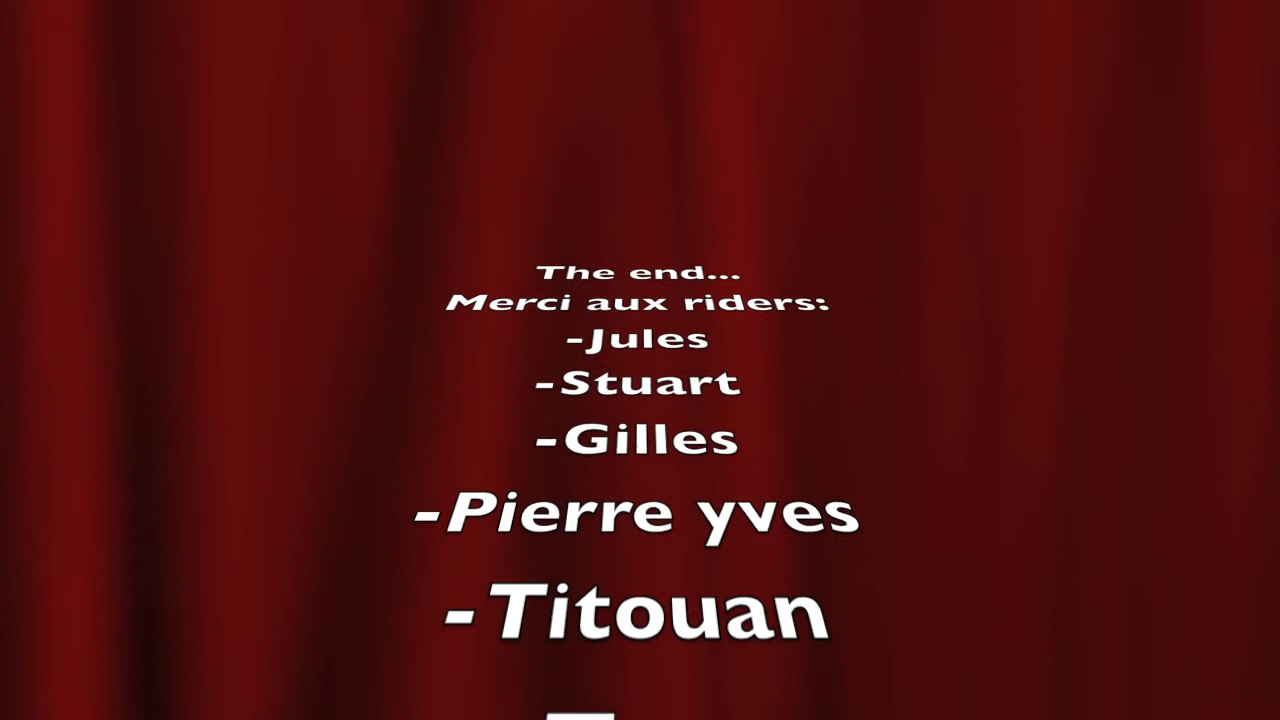 The end...
Merci aux riders:
-Jules
-Stuart
-Gilles
-Pierre yves
-Titouan